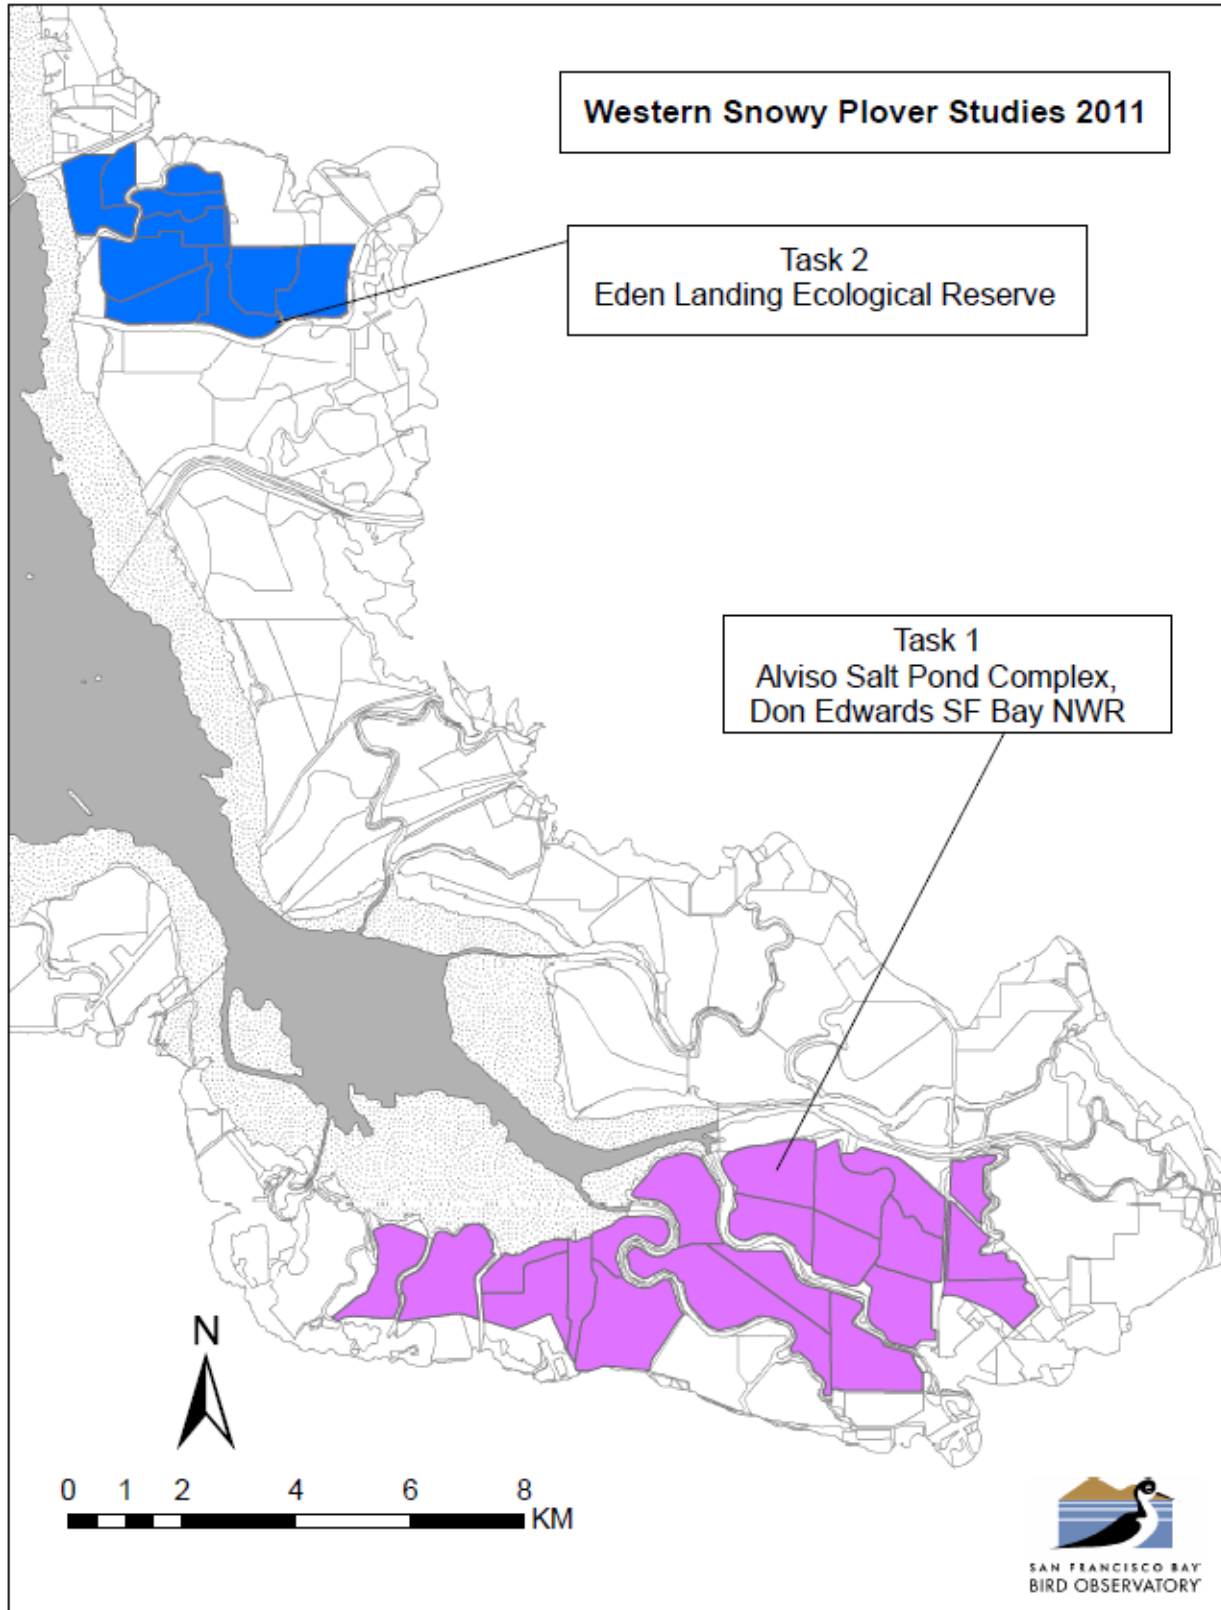 Western Snowy Plover Studies 2011
Task 2
Eden Landing Ecological Reserve
Task 1
Alviso Salt Pond Complex,
Don Edwards SF Bay NWR
N
0 1 2 4 6 8
KM
SAN FRANCISCO BAY
BIRD OBSERVATORY